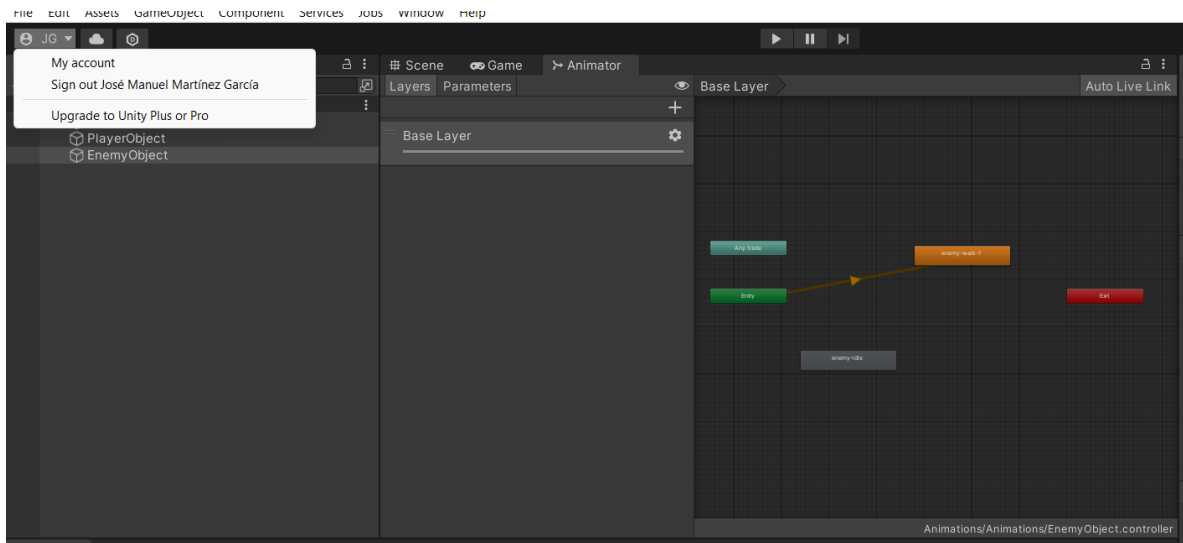 File Edit Assets GameObject Component Services Jobs Window Help
JG
My account
Sign out José Manuel Martínez García
Upgrade to Unity Plus or Pro
PlayerObject
EnemyObject
Scene Game Animator
Layers Parameters
Base Layer
Base Layer Auto Live Link
Any State
enemy-walk-1
Entry
Exit
enemy-idle
Animations/Animations/EnemyObject.controller